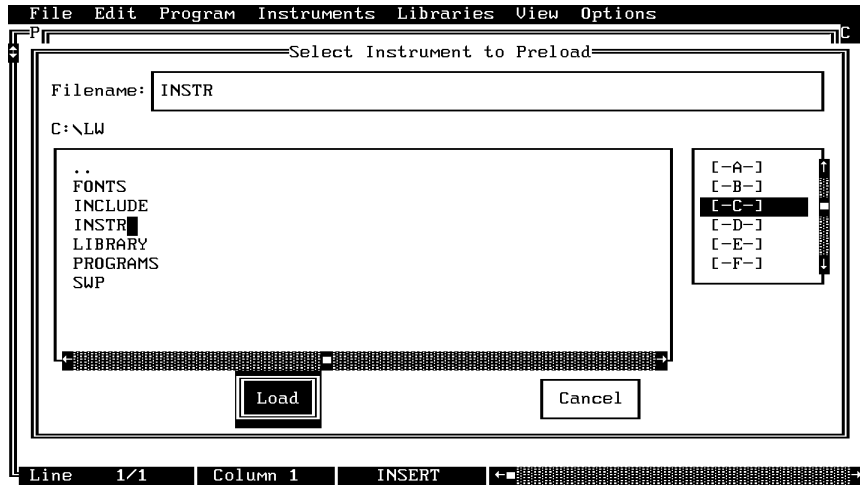 File Edit Program Instruments Libraries View Options
P C
Select Instrument to Preload
Filename: INSTR
C:\LW
..
FONTS
INCLUDE
INSTR
LIBRARY
PROGRAMS
SWP
[-A-]
[-B-]
[-C-]
[-D-]
[-E-]
[-F-]
Load Cancel
Line 1/1 Column 1 INSERT